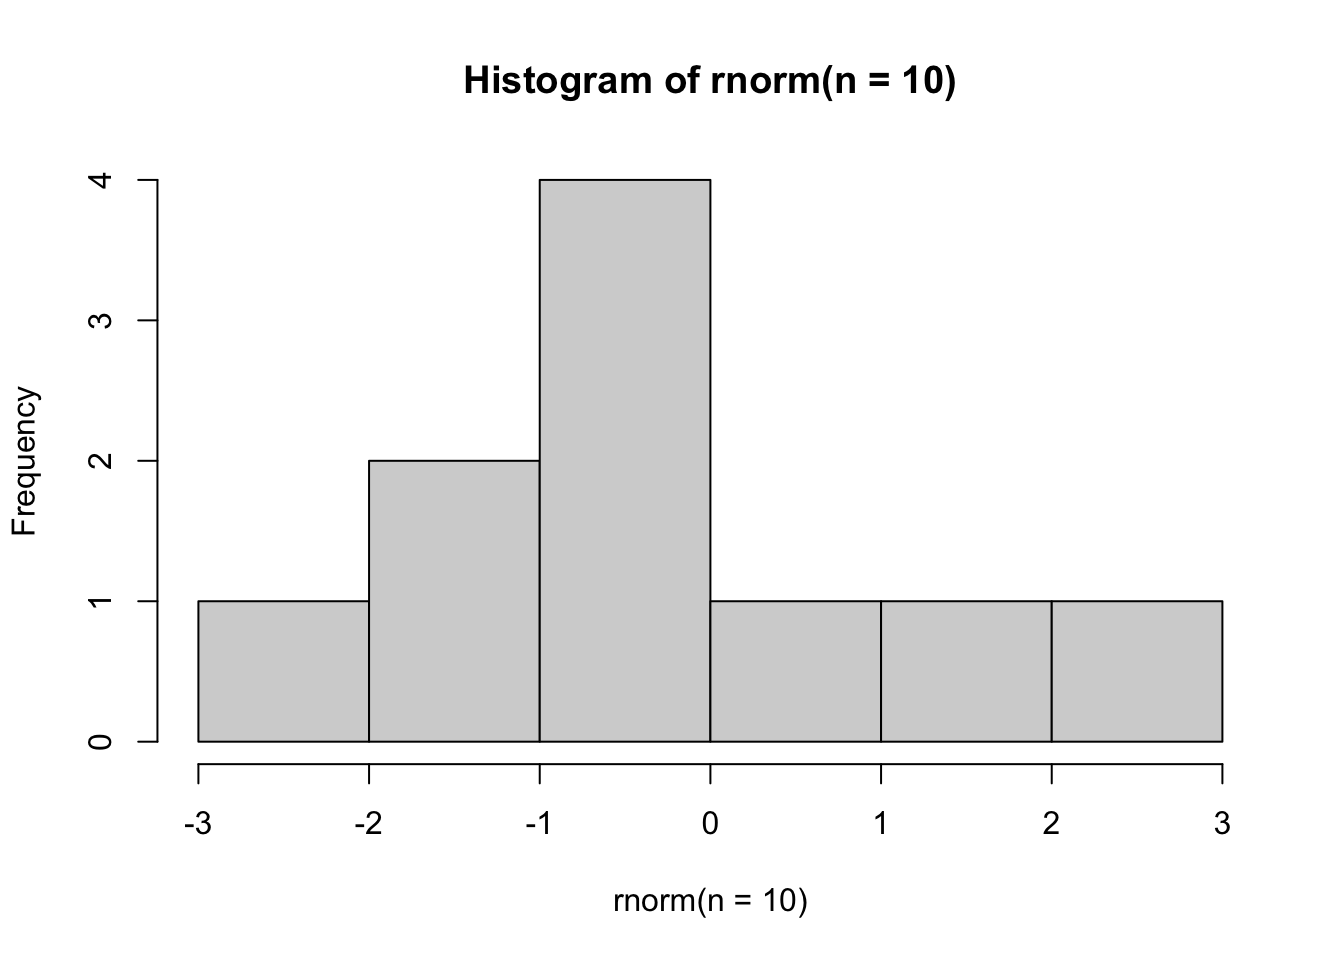 Histogram of rnorm(n = 10)
Frequency
4
3
2
1
0
-3 -2 -1 0 1 2 3
rnorm(n = 10)